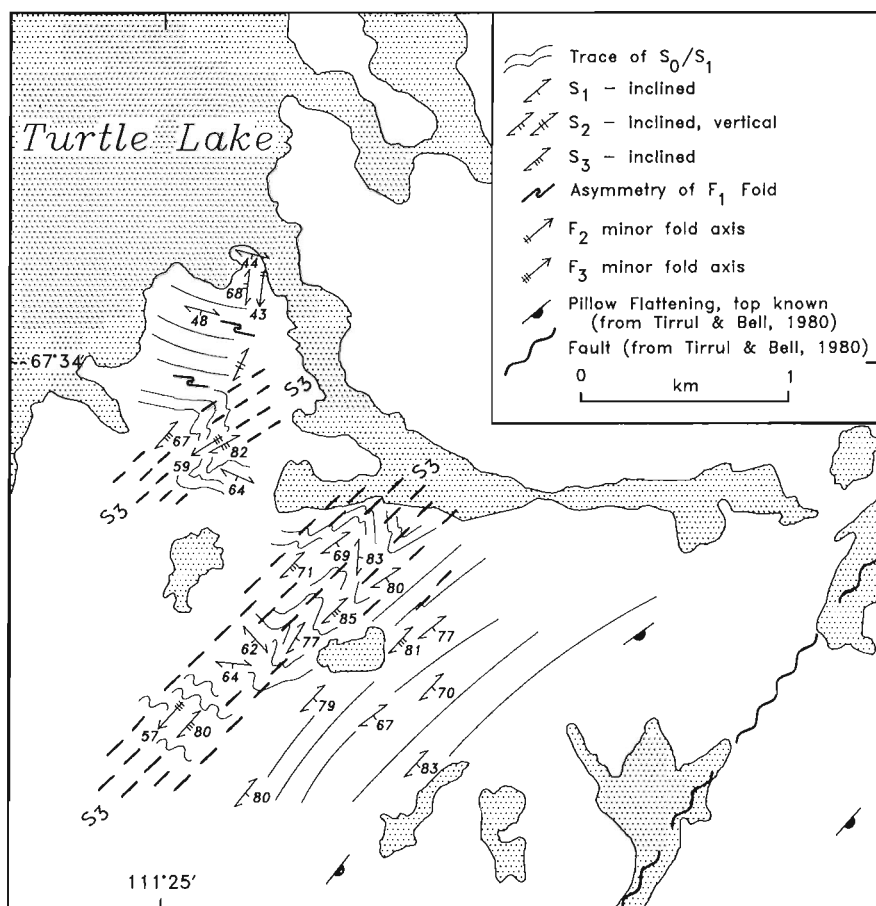 Turtle Lake
Trace of S0/S1
S1 – inclined
S2 – inclined, vertical
S3 – inclined
Asymmetry of F1 Fold
F2 minor fold axis
F3 minor fold axis
Pillow Flattening, top known
(from Tirrul & Bell, 1980)
Fault (from Tirrul & Bell, 1980)
0 1
km
44
68
43
48
67°34'
S3
67
82
59
64
S3
S3
69
83
71
80
85
77
77
81
62
64
79
70
67
57
80
83
80
S3
111°25'